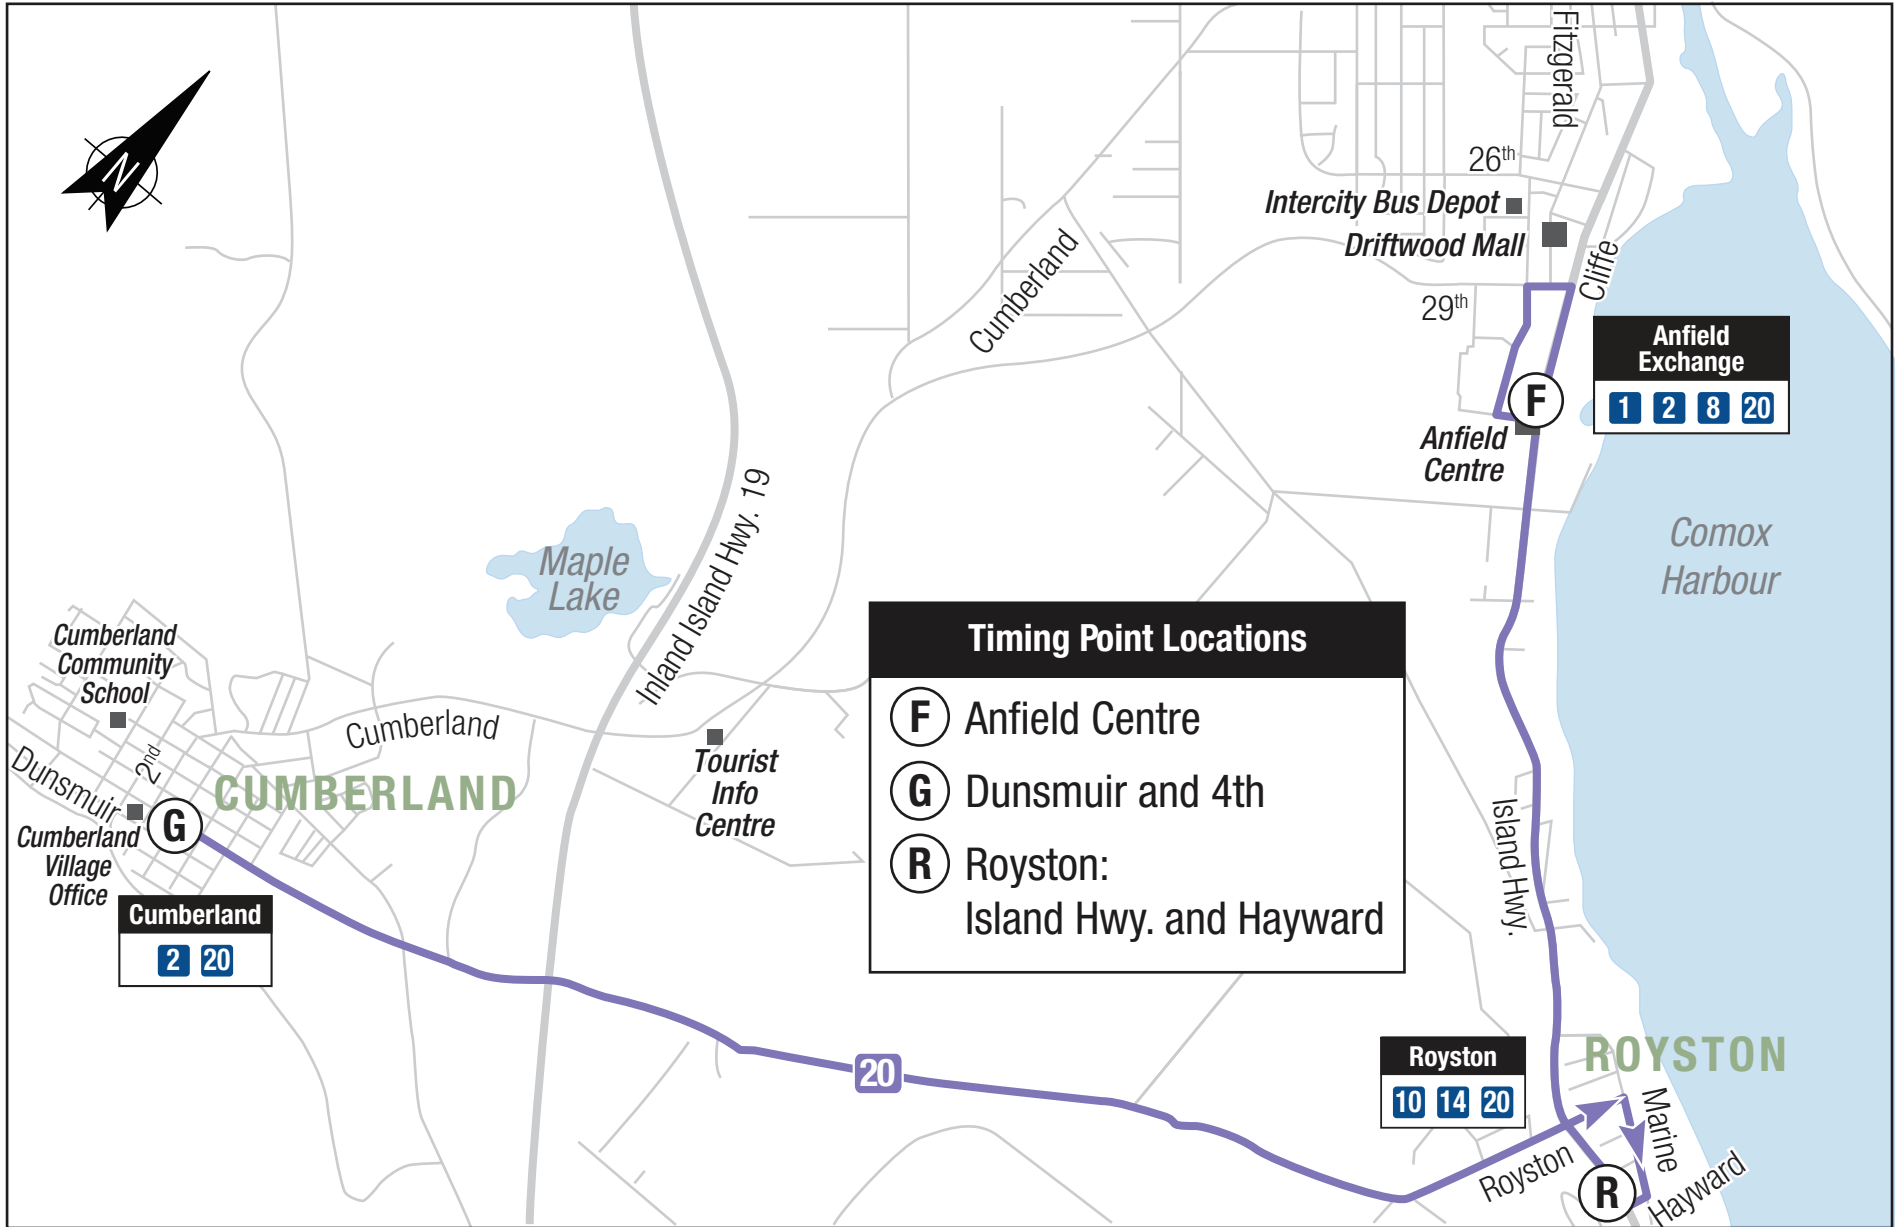 N
Fitzgerald
26th
Intercity Bus Depot
Driftwood Mall
Cliffe
29th
Cumberland
Anfield
Exchange
1 2 8 20
F
Anfield
Centre
Inland Island Hwy. 19
Comox
Harbour
Maple
Lake
Cumberland
Community
School
2nd
Dunsmuir
Cumberland
CUMBERLAND
G
Cumberland
Village
Office
Cumberland
2 20
Tourist
Info
Centre
Timing Point Locations
F Anfield Centre
G Dunsmuir and 4th
R Royston:
Island Hwy. and Hayward
Island Hwy.
20
Royston
10 14 20
ROYSTON
Marine
Royston
R
Hayward